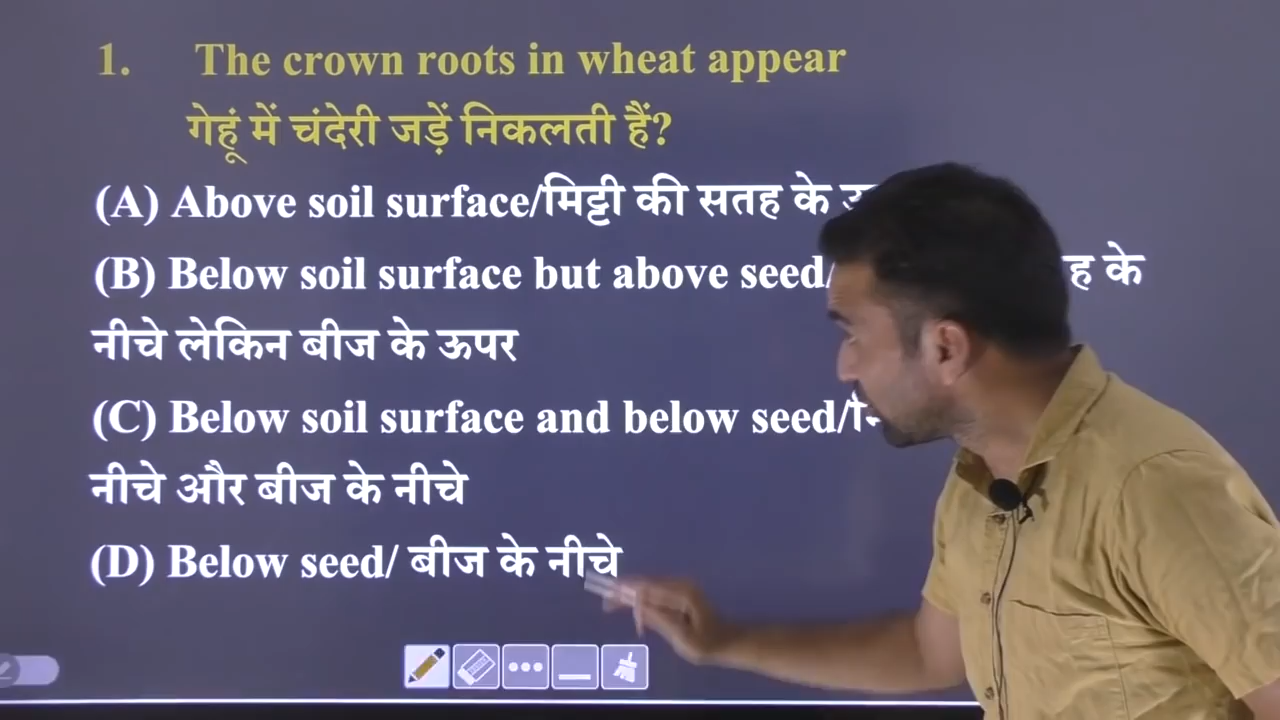 1. The crown roots in wheat appear
गेहूं में चंदेरी जड़ें निकलती हैं?
(A) Above soil surface/मिट्टी की सतह के
(B) Below soil surface but above seed/ के
नीचे लेकिन बीज के ऊपर
(C) Below soil surface and below seed/
नीचे और बीज के नीचे
(D) Below seed/ बीज के नीचे